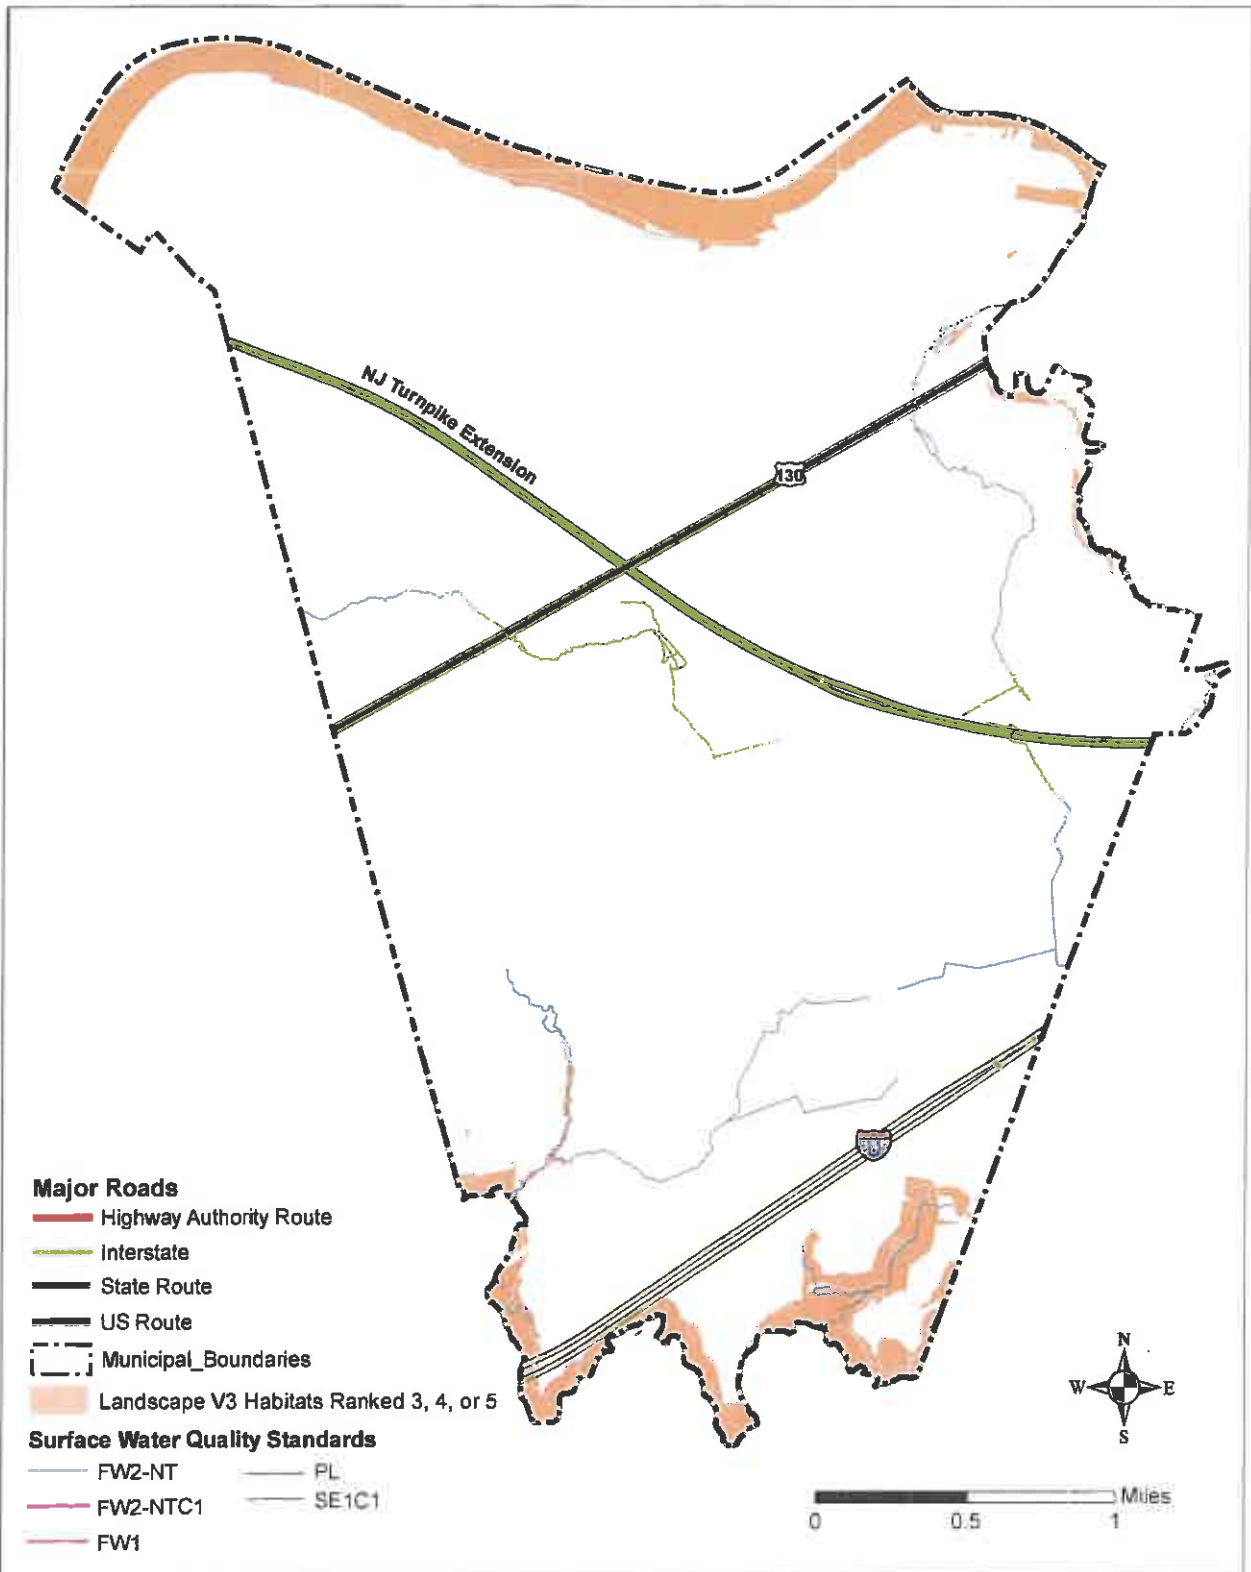 NJ Turnpike Extension
130
Major Roads
Highway Authority Route
Interstate
State Route
US Route
Municipal_Boundaries
Landscape V3 Habitats Ranked 3, 4, or 5
Surface Water Quality Standards
FW2-NT
PL
FW2-NTC1
SE1C1
FW1
N
W
E
S
Miles
0
0.5
1